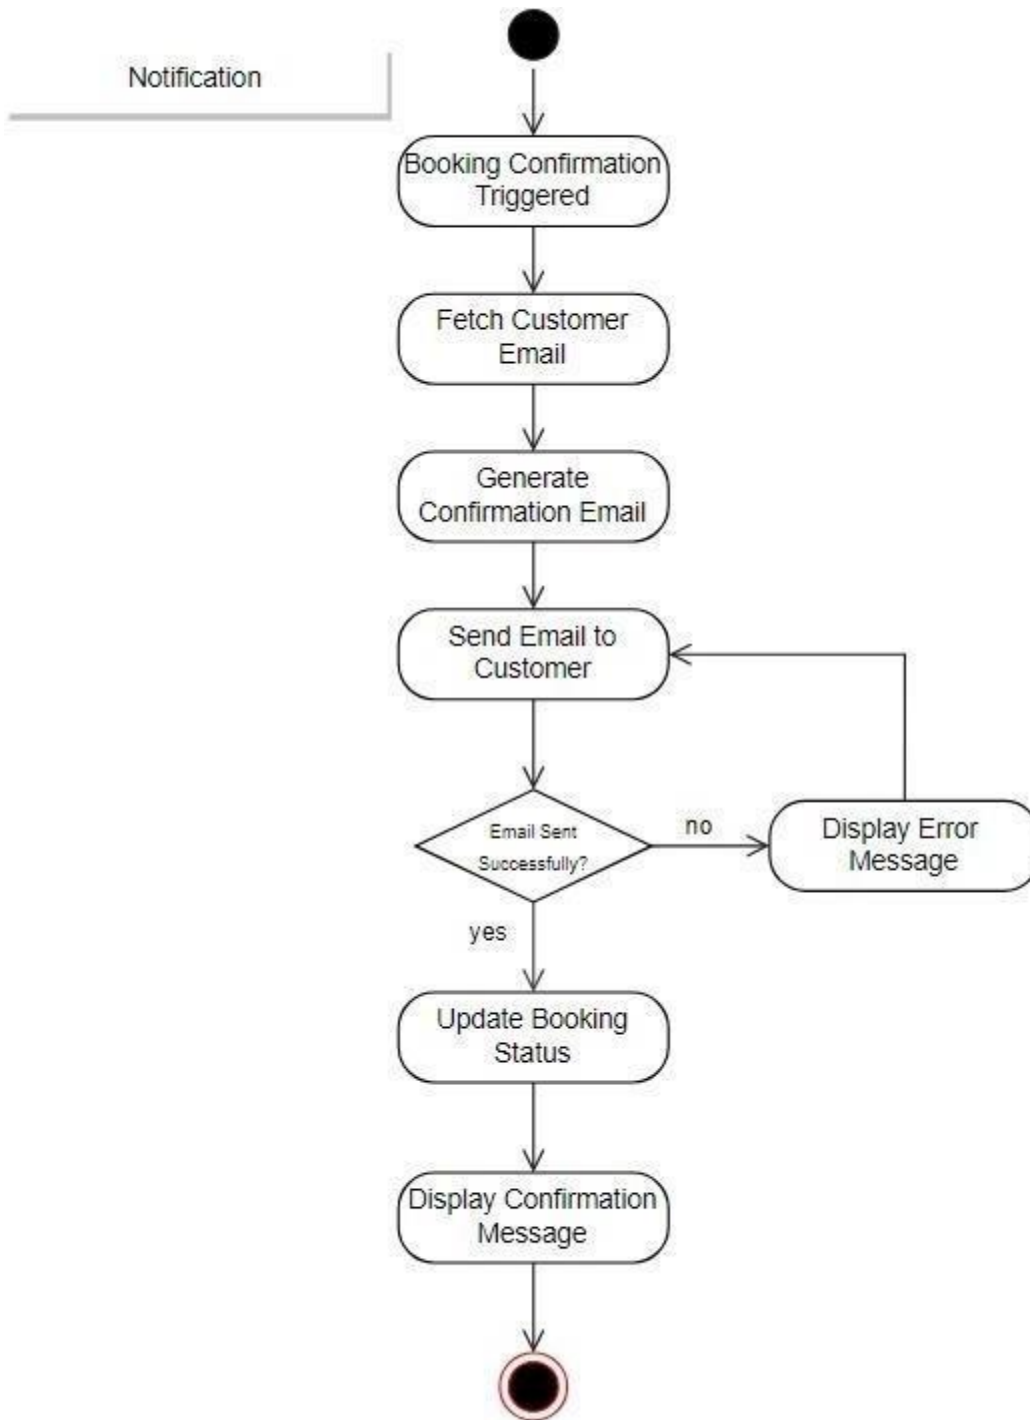 Notification
Booking Confirmation
Triggered
Fetch Customer
Email
Generate
Confirmation Email
Send Email to
Customer
Email Sent
Successfully?
no
Display Error
Message
yes
Update Booking
Status
Display Confirmation
Message